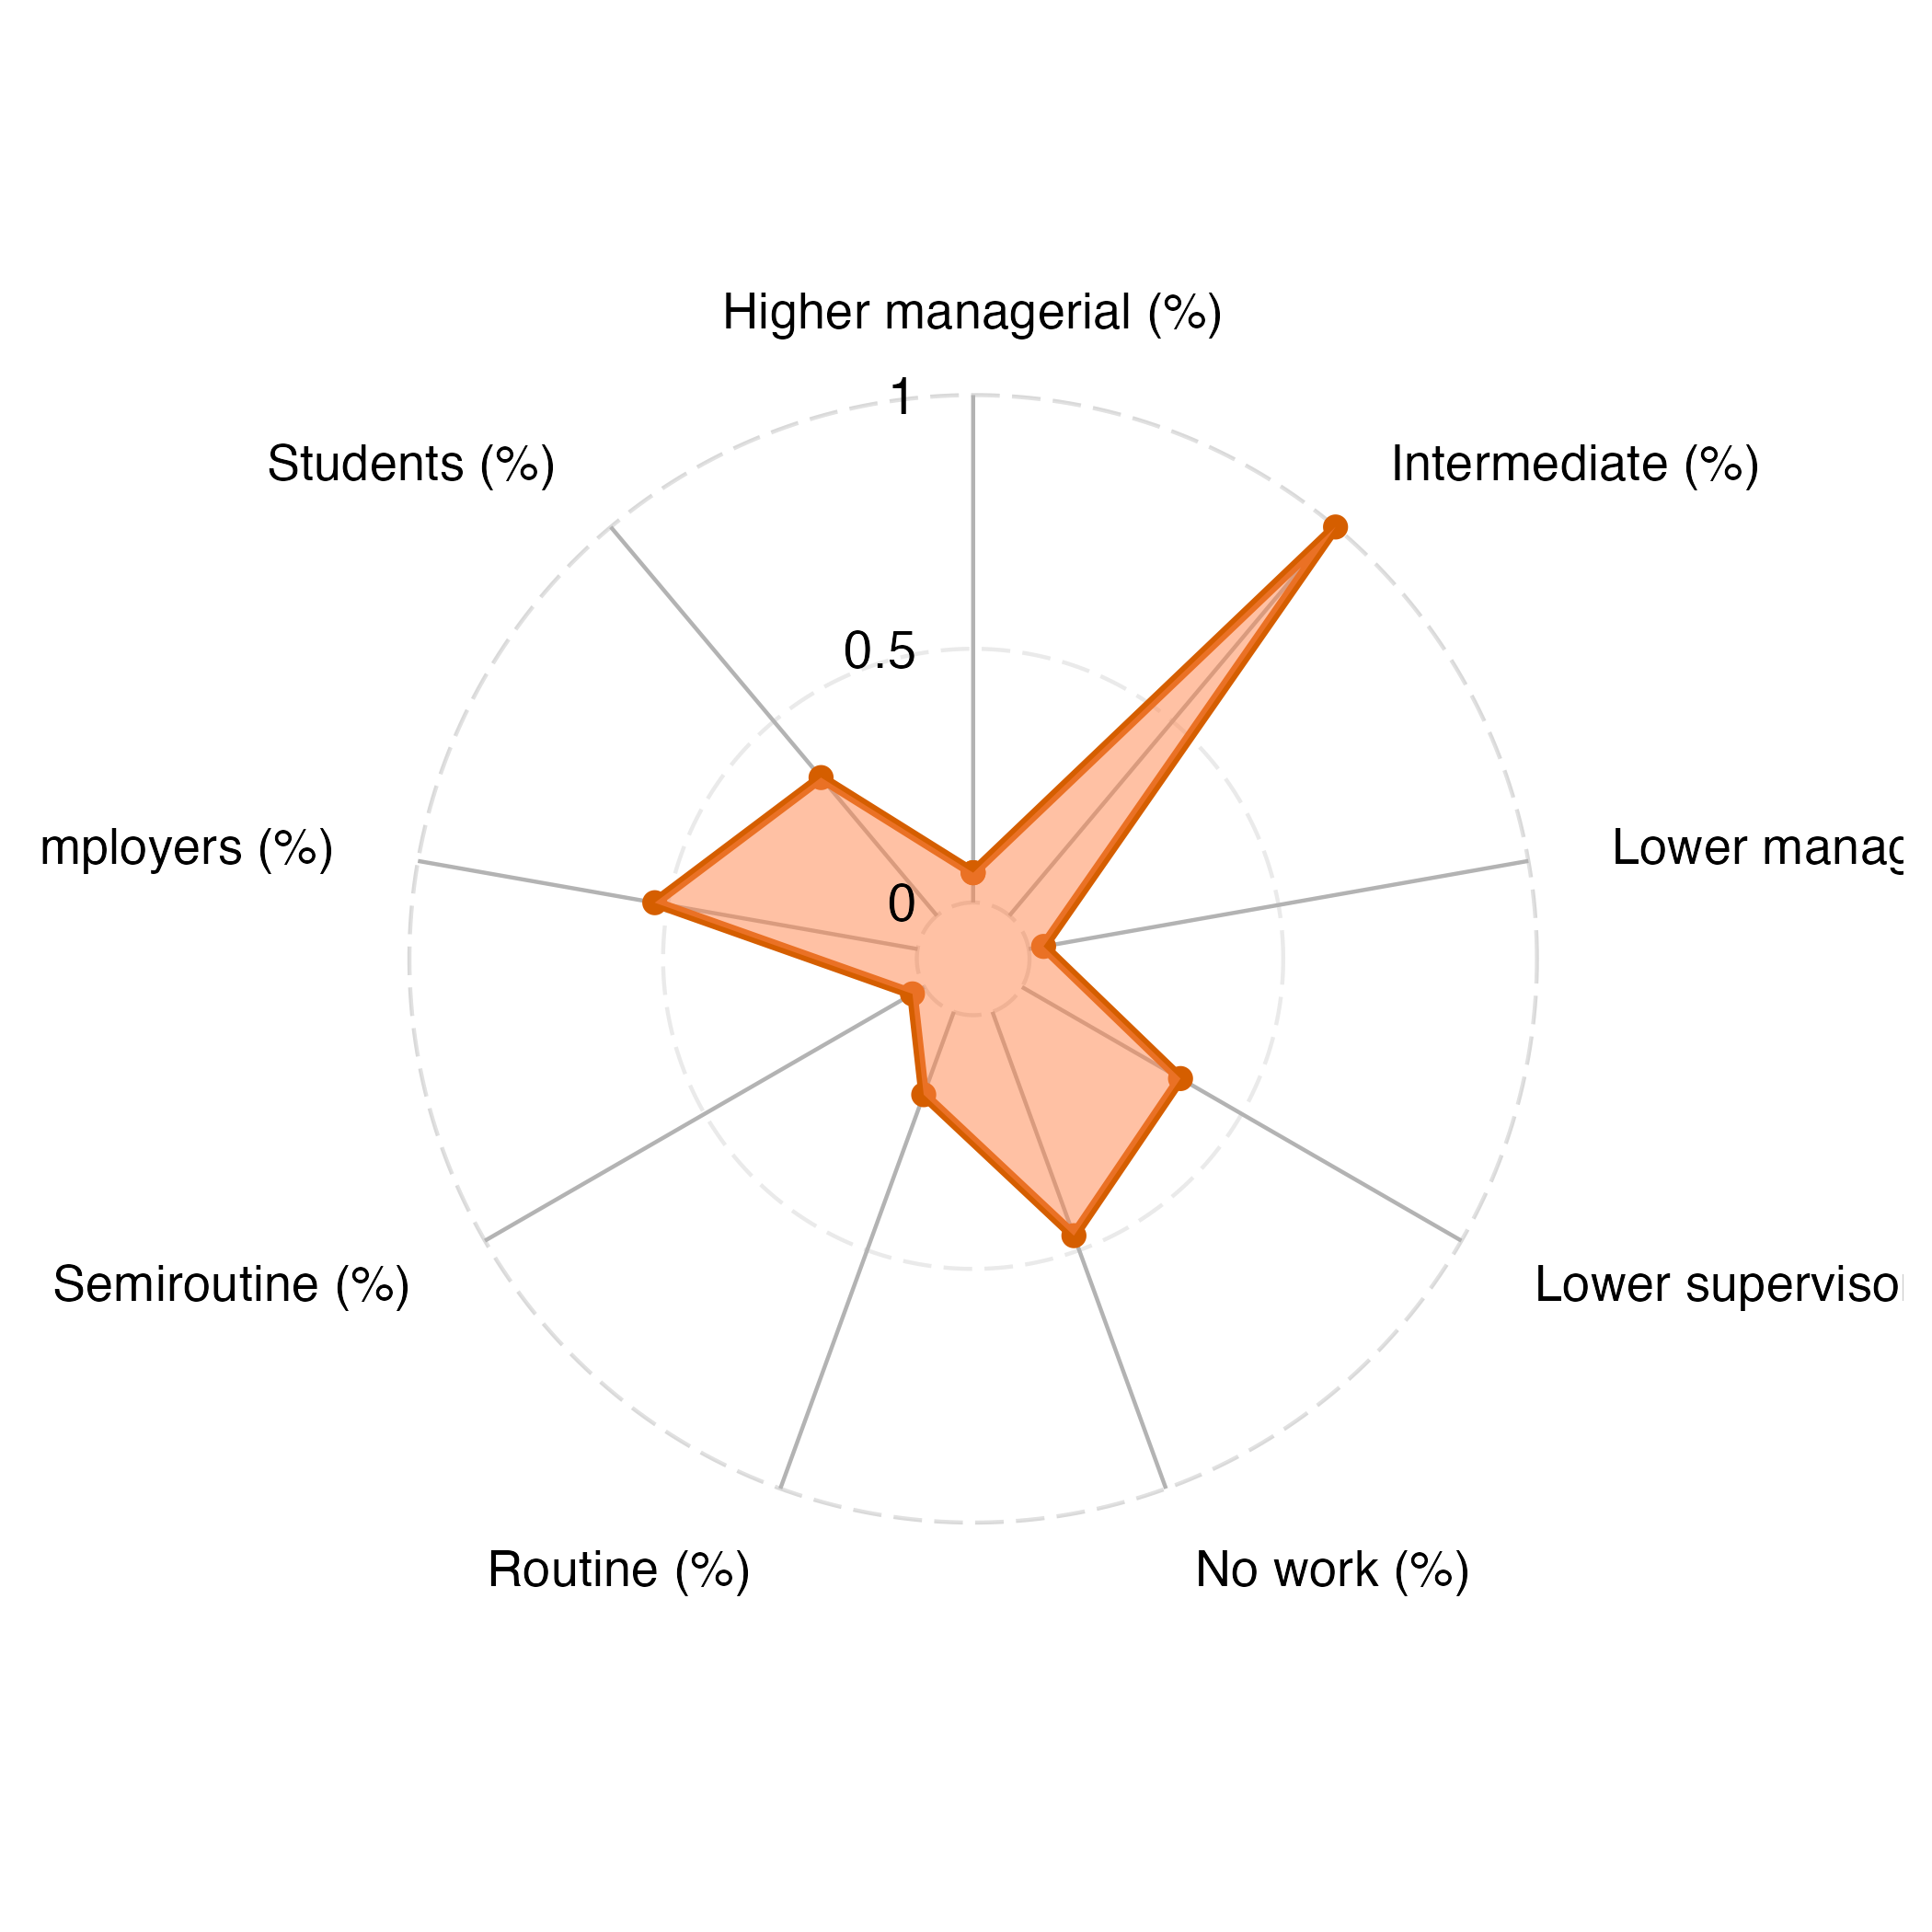 Higher managerial (%)
1
Students (%)
Intermediate (%)
0.5
mployers (%)
0
Lower manag
Semiroutine (%)
Lower superviso
Routine (%)
No work (%)